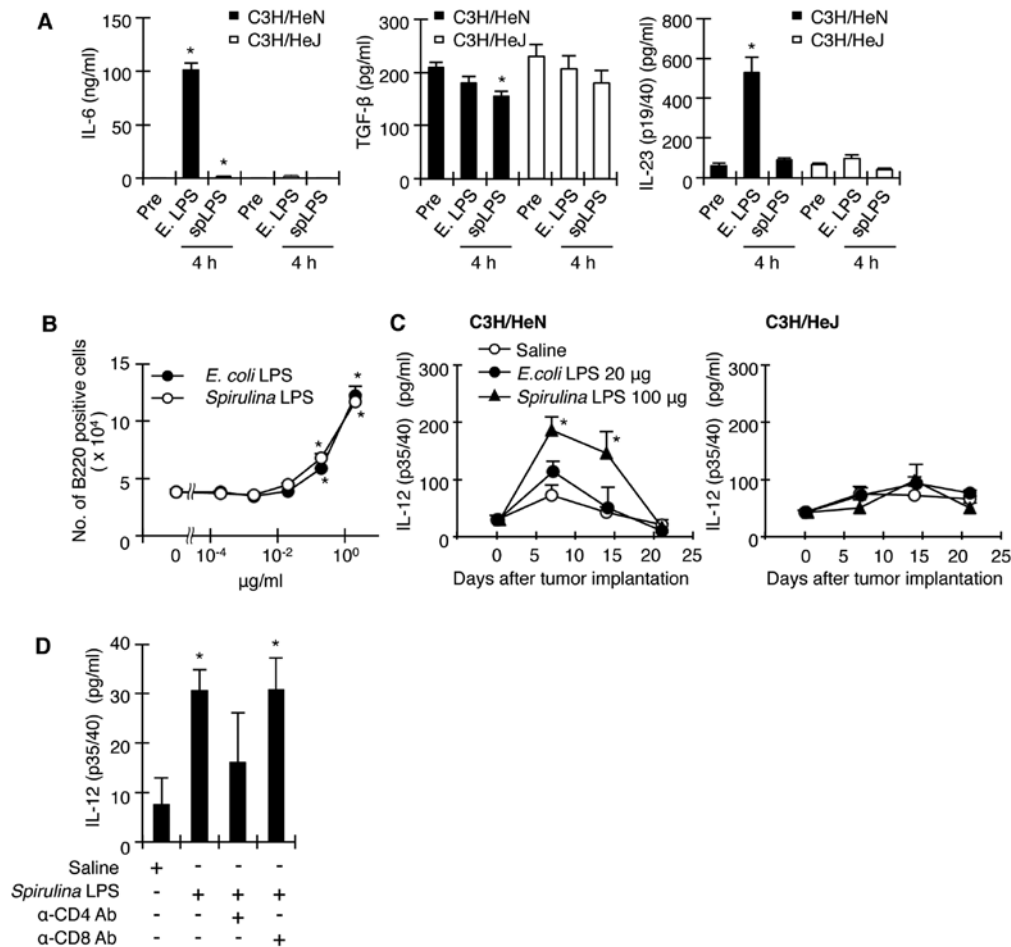 A
IL-6 (ng/ml)
150
100
50
0
C3H/HeN
C3H/HeJ
*
*
Pre
E. LPS
spLPS
Pre
E. LPS
spLPS
4 h
4 h
TGF-β (pg/ml)
300
200
100
0
C3H/HeN
C3H/HeJ
*
Pre
E. LPS
spLPS
Pre
E. LPS
spLPS
4 h
4 h
IL-23 (p19/40) (pg/ml)
800
600
400
200
0
C3H/HeN
C3H/HeJ
*
Pre
E. LPS
spLPS
Pre
E. LPS
spLPS
4 h
4 h
B
No. of B220 positive cells
( x 10⁴)
15
10
5
0
E. coli LPS
Spirulina LPS
*
*
*
*
0 10⁻⁴ 10⁻² 10⁰
µg/ml
C
C3H/HeN
Saline
E.coli LPS 20 µg
Spirulina LPS 100 µg
IL-12 (p35/40) (pg/ml)
300
200
100
0
*
*
0 5 10 15 20 25
Days after tumor implantation
C3H/HeJ
IL-12 (p35/40) (pg/ml)
300
200
100
0
0 5 10 15 20 25
Days after tumor implantation
D
IL-12 (p35/40) (pg/ml)
40
30
20
10
0
*
*
Saline + - - -
Spirulina LPS - + + +
α-CD4 Ab - - + -
α-CD8 Ab - - - +